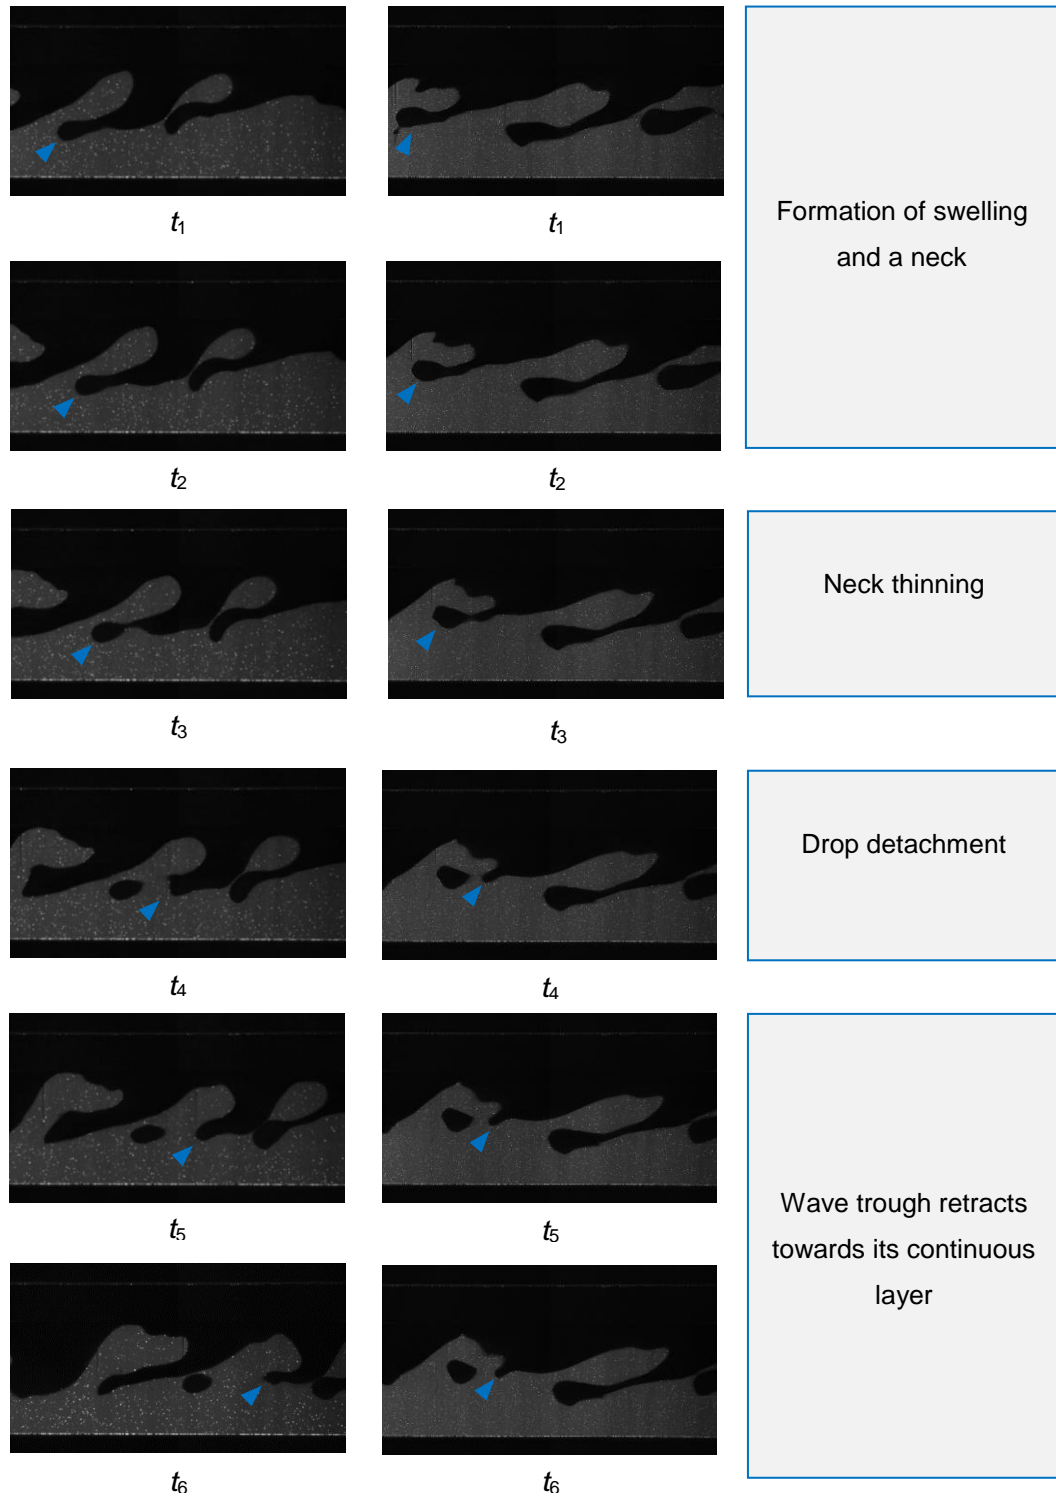 t1
t1
Formation of swelling
and a neck
t2
t2
t3
t3
Neck thinning
t4
t4
Drop detachment
t5
t5
Wave trough retracts
towards its continuous
layer
t6
t6